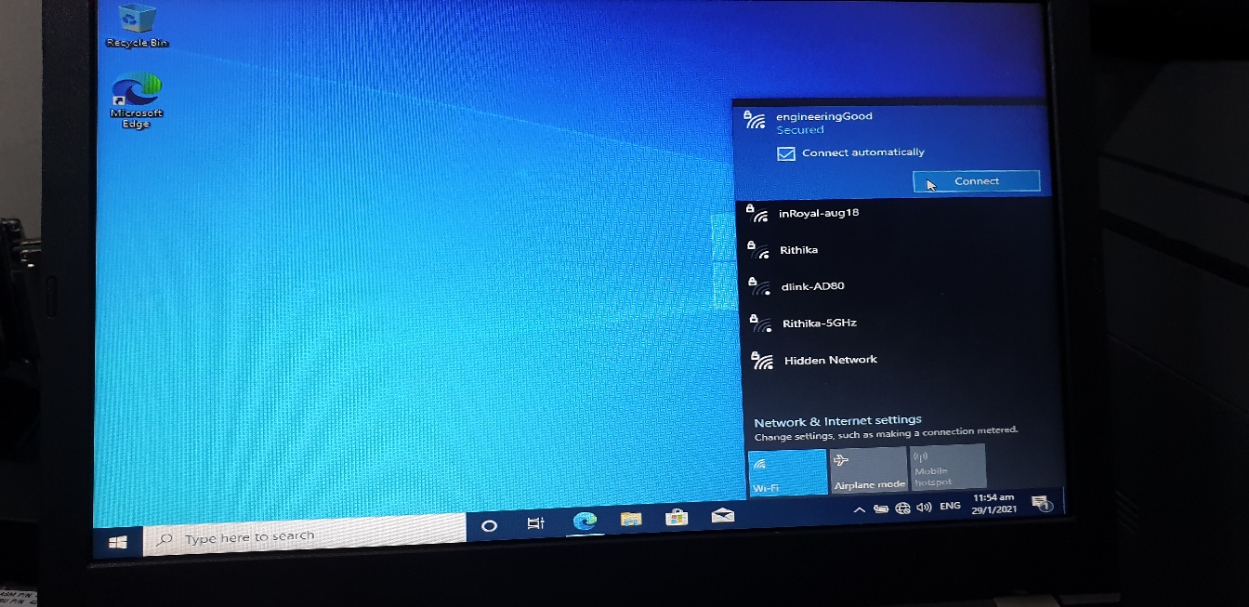 Recycle Bin
Microsoft
Edge
engineeringGood
Secured
Connect automatically
Connect
inRoyal-aug18
Rithika
dlink-AD80
Rithika-5GHz
Hidden Network
Network & Internet settings
Change settings, such as making a connection metered.
Wi-Fi
Airplane mode
Mobile
hotspot
Type here to search
ENG
11:54 am
29/1/2021
1